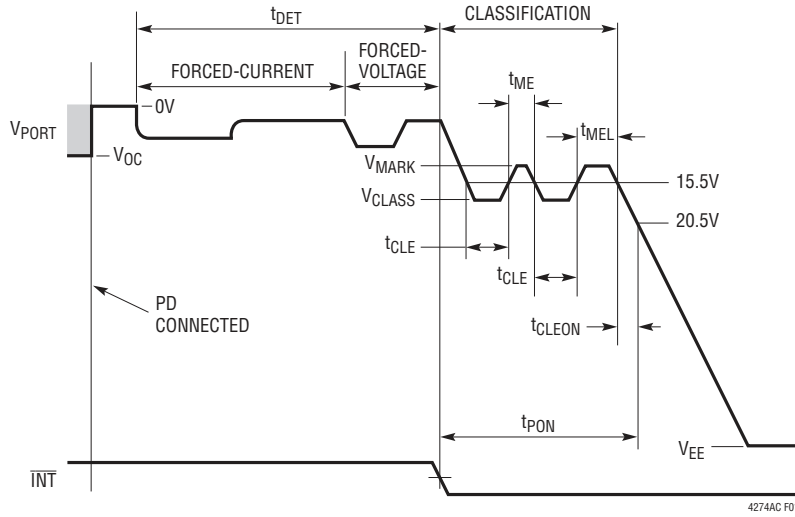 tDET
CLASSIFICATION
FORCED-CURRENT
FORCED-
VOLTAGE
tME
0V
VPORT
tMEL
VOC
VMARK
15.5V
VCLASS
20.5V
tCLE
tCLE
PD
CONNECTED
tCLEON
tPON
VEE
INT
4274AC F0